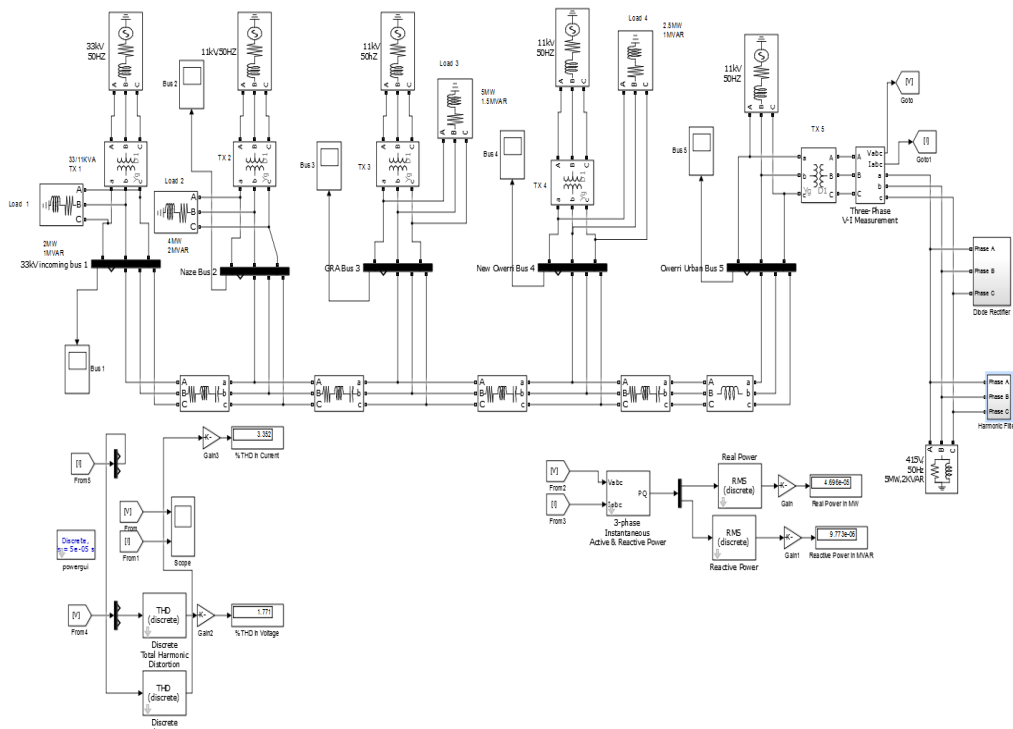 33kV
50HZ
11kV/50HZ
11kV
50hZ
11kV
50HZ
11kV
50HZ
Load 4
2.5MW
1MVAR
Load 3
5MW
1.5MVAR
Bus 2
Bus 3
Bus 4
Bus 5
[V]
Goto
[I]
Goto1
33/11KVA
TX 1
TX 2
TX 3
TX 4
TX 5
Load 1
Load 2
2MW
1MVAR
4MW
2MVAR
Vabc
Iabc
Three-Phase
V-I Measurement
33kV incoming bus 1
Naze Bus 2
GRA Bus 3
New Owerri Bus 4
Owerri Urban Bus 5
Phase A
Phase B
Phase C
Diode Rectifier
Bus 1
A B C a b c
A B C a b c
A B C a b c
A B C a b c
A B C a b c
Phase A
Phase B
Phase C
Harmonic Filte
415V,
50Hz
5MW,2KVAR
[I]
From5
K-
Gain3
3.352
%THD in Current
[V]
From
[I]
From1
Scope
Discrete,
powergui
[V]
From4
THD
(discrete)
Discrete
Total Harmonic
Distortion
K-
Gain2
1.771
%THD in Voltage
THD
(discrete)
Discrete
[V]
From2
[I]
From3
Vabc
Iabc
PQ
3-phase
Instantaneous
Active & Reactive Power
Real Power
RMS
(discrete)
K-
Gain
4.696e-05
Real Power in MW
RMS
(discrete)
Reactive Power
K-
Gain1
9.773e-06
Reactive Power in MVAR